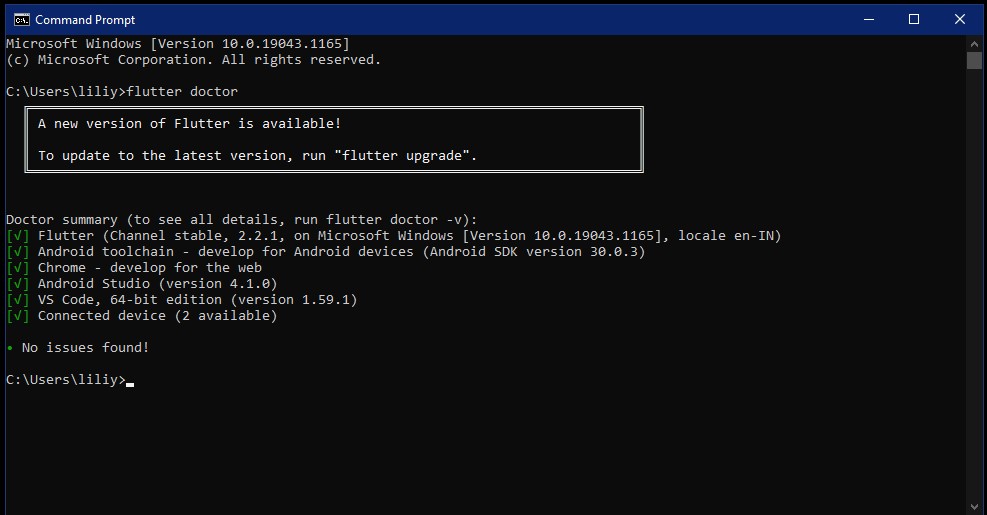 Command Prompt
Microsoft Windows [Version 10.0.19043.1165]
(c) Microsoft Corporation. All rights reserved.
C:\Users\liliy>flutter doctor
A new version of Flutter is available!
To update to the latest version, run "flutter upgrade".
Doctor summary (to see all details, run flutter doctor -v):
[√] Flutter (Channel stable, 2.2.1, on Microsoft Windows [Version 10.0.19043.1165], locale en-IN)
[√] Android toolchain - develop for Android devices (Android SDK version 30.0.3)
[√] Chrome - develop for the web
[√] Android Studio (version 4.1.0)
[√] VS Code, 64-bit edition (version 1.59.1)
[√] Connected device (2 available)
• No issues found!
C:\Users\liliy>